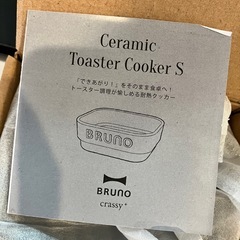 Ceramic
Toaster Cooker S
「できあがり！」をそのまま食卓へ！
トースター調理が愉しめる耐熱クッカー
BRUNO
BRUNO
crassy+